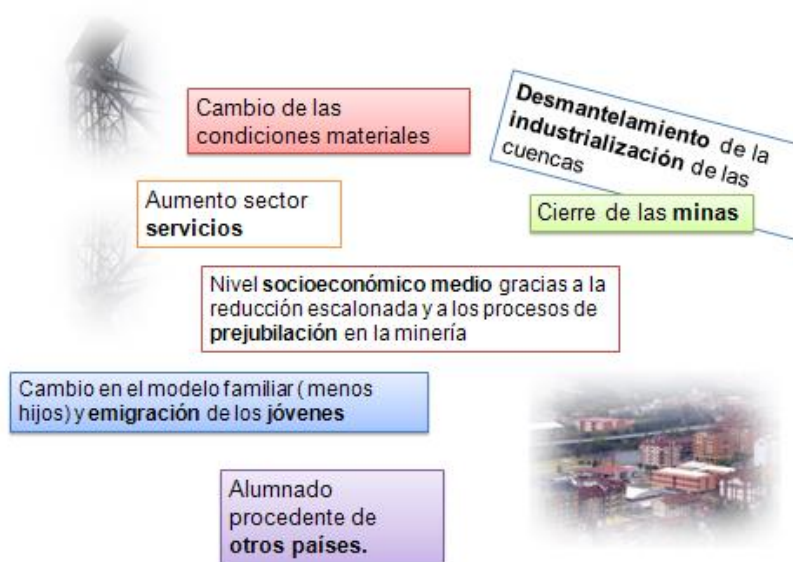 Cambio de las
condiciones materiales
Desmantelamiento de la
industrialización de las
cuencas
Aumento sector
servicios
Cierre de las minas
Nivel socioeconómico medio gracias a la
reducción escalonada y a los procesos de
prejubilación en la minería
Cambio en el modelo familiar ( menos
hijos) y emigración de los jóvenes
Alumnado
procedente de
otros países.